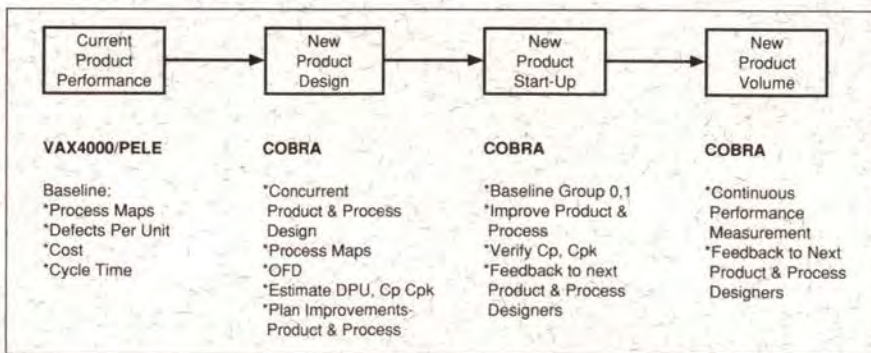 Current
Product
Performance
New
Product
Design
New
Product
Start-Up
New
Product
Volume
VAX4000/PELE
Baseline:
*Process Maps
*Defects Per Unit
*Cost
*Cycle Time
COBRA
*Concurrent
Product & Process
Design
*Process Maps
*OFD
*Estimate DPU, Cp Cpk
*Plan Improvements-
Product & Process
COBRA
*Baseline Group 0,1
*Improve Product &
Process
*Verify Cp, Cpk
*Feedback to next
Product & Process
Designers
COBRA
*Continuous
Performance
Measurement
*Feedback to Next
Product & Process
Designers